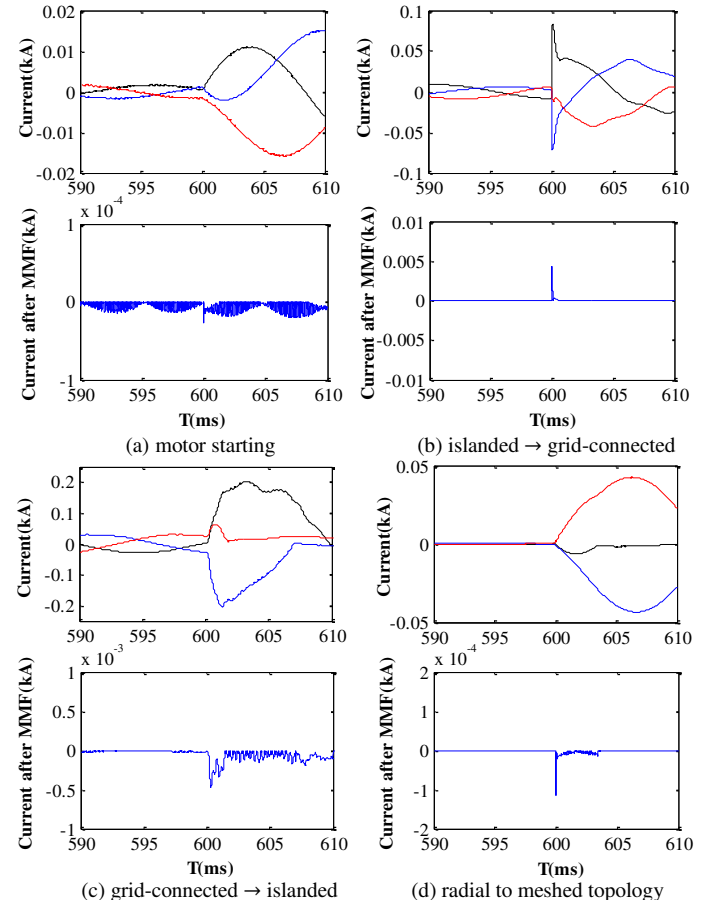 Current(kA)
0.02
0.01
0
-0.01
-0.02
590 595 600 605 610
Current(kA)
0.1
0.05
0
-0.05
-0.1
590 595 600 605 610
Current after MMF(kA)
x 10⁻⁴
1
0
-1
590 595 600 605 610
T(ms)
(a) motor starting
Current after MMF(kA)
0.01
0.005
0
-0.005
-0.01
590 595 600 605 610
T(ms)
(b) islanded → grid-connected
Current(kA)
0.2
0.1
0
-0.1
-0.2
590 595 600 605 610
Current(kA)
0.05
0
-0.05
590 595 600 605 610
Current after MMF(kA)
x 10⁻³
1
0.5
0
-0.5
-1
590 595 600 605 610
T(ms)
(c) grid-connected → islanded
Current after MMF(kA)
x 10⁻⁴
2
1
0
-1
-2
590 595 600 605 610
T(ms)
(d) radial to meshed topology